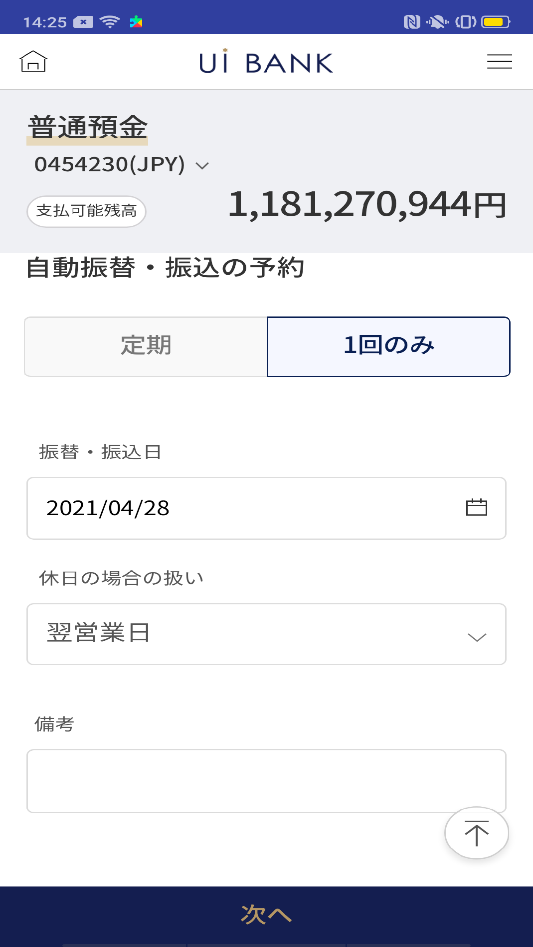 14:25
UI BANK
普通預金
0454230(JPY)
支払可能残高
1,181,270,944円
自動振替・振込の予約
定期
1回のみ
振替・振込日
2021/04/28
休日の場合の扱い
翌営業日
備考
次へ